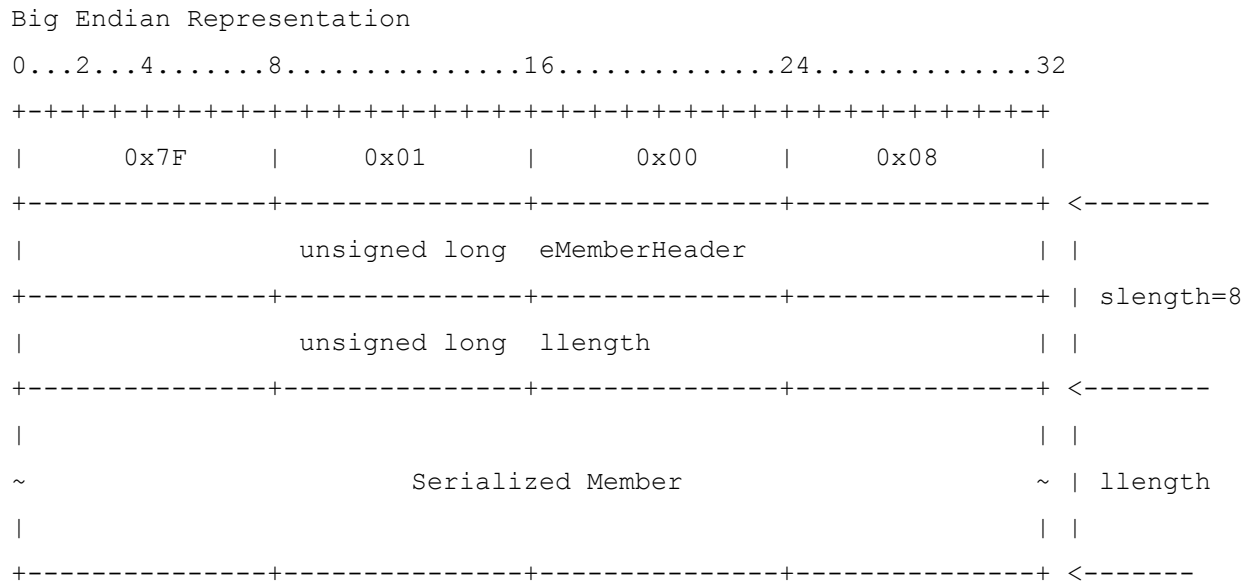 Big Endian Representation
0...2...4.......8...............16..............24..............32
+-+-+-+-+-+-+-+-+-+-+-+-+-+-+-+-+-+-+-+-+-+-+-+-+-+-+-+-+-+-+-+-+
|      0x7F     |     0x01      |      0x00     |     0x08      |
+---------------+---------------+---------------+---------------+ <--------
|                 unsigned long  eMemberHeader                  | |
+---------------+---------------+---------------+---------------+ | slength=8
|                 unsigned long  llength                        | |
+---------------+---------------+---------------+---------------+ <--------
|                                                               | |
~                        Serialized Member                      ~ | llength
|                                                               | |
+---------------+---------------+---------------+---------------+ <-------